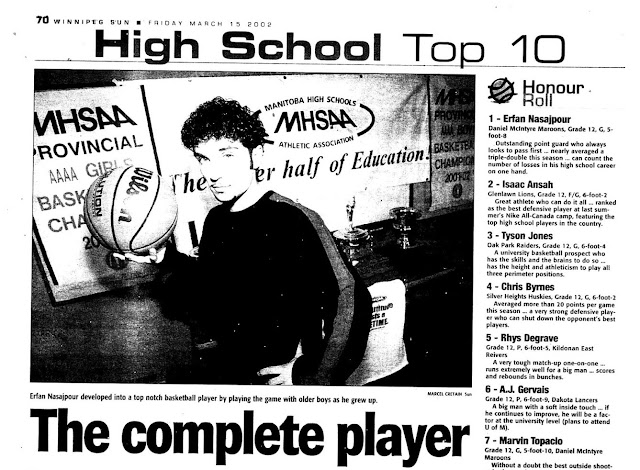 70 WINNIPEG SUN ■ FRIDAY MARCH 15 2002
High School Top 10
MHSAA
PROVINCIAL
AAAA GIRLS
BASK
CHA
20
MANITOBA HIGH SCHOOLS
MHSAA
ATHLETIC ASSOCIATION
The er half of Education
MHS
PROVINC
BASKETBA
CHAMPIO
2001-02
Erfan Nasajpour developed into a top notch basketball player by playing the game with older boys as he grew up.
MARCEL CRETAIN Sun
The complete player
Honour
Roll
1 - Erfan Nasajpour
Daniel McIntyre Maroons, Grade 12, G, 5-
foot-8
Outstanding point guard who always
looks to pass first ... nearly averaged a
triple-double this season ... can count the
number of losses in his high school career
on one hand.
2 - Isaac Ansah
Glenlawn Lions, Grade 12, F/G, 6-foot-2
Great athlete who can do it all ... ranked
as the best defensive player at last sum-
mer's Nike All-Canada camp, featuring the
top high school players in the country.
3 - Tyson Jones
Oak Park Raiders, Grade 12, G, 6-foot-4
A university basketball prospect who
has the skills and the brains to do so ...
has the height and athleticism to play all
three perimeter positions.
4 - Chris Byrnes
Silver Heights Huskies, Grade 12, G, 6-foot-2
Averaged more than 20 points per game
this season ... a very strong defensive play-
er who can shut down the opponent's best
players.
5 - Rhys Degrave
Grade 12, P, 6-foot-5, Kildonan East
Reivers
A very tough match-up one-on-one ...
runs extremely well for a big man ... scores
and rebounds in bunches.
6 - A.J. Gervais
Grade 12, P, 6-foot-9, Dakota Lancers
A big man with a soft inside touch ... if
he continues to improve, he will be a fac-
tor at the university level (plans to attend
U of M).
7 - Marvin Topacio
Grade 12, G, 5-foot-10, Daniel McIntyre
Maroons
Without a doubt the best outside shoot-